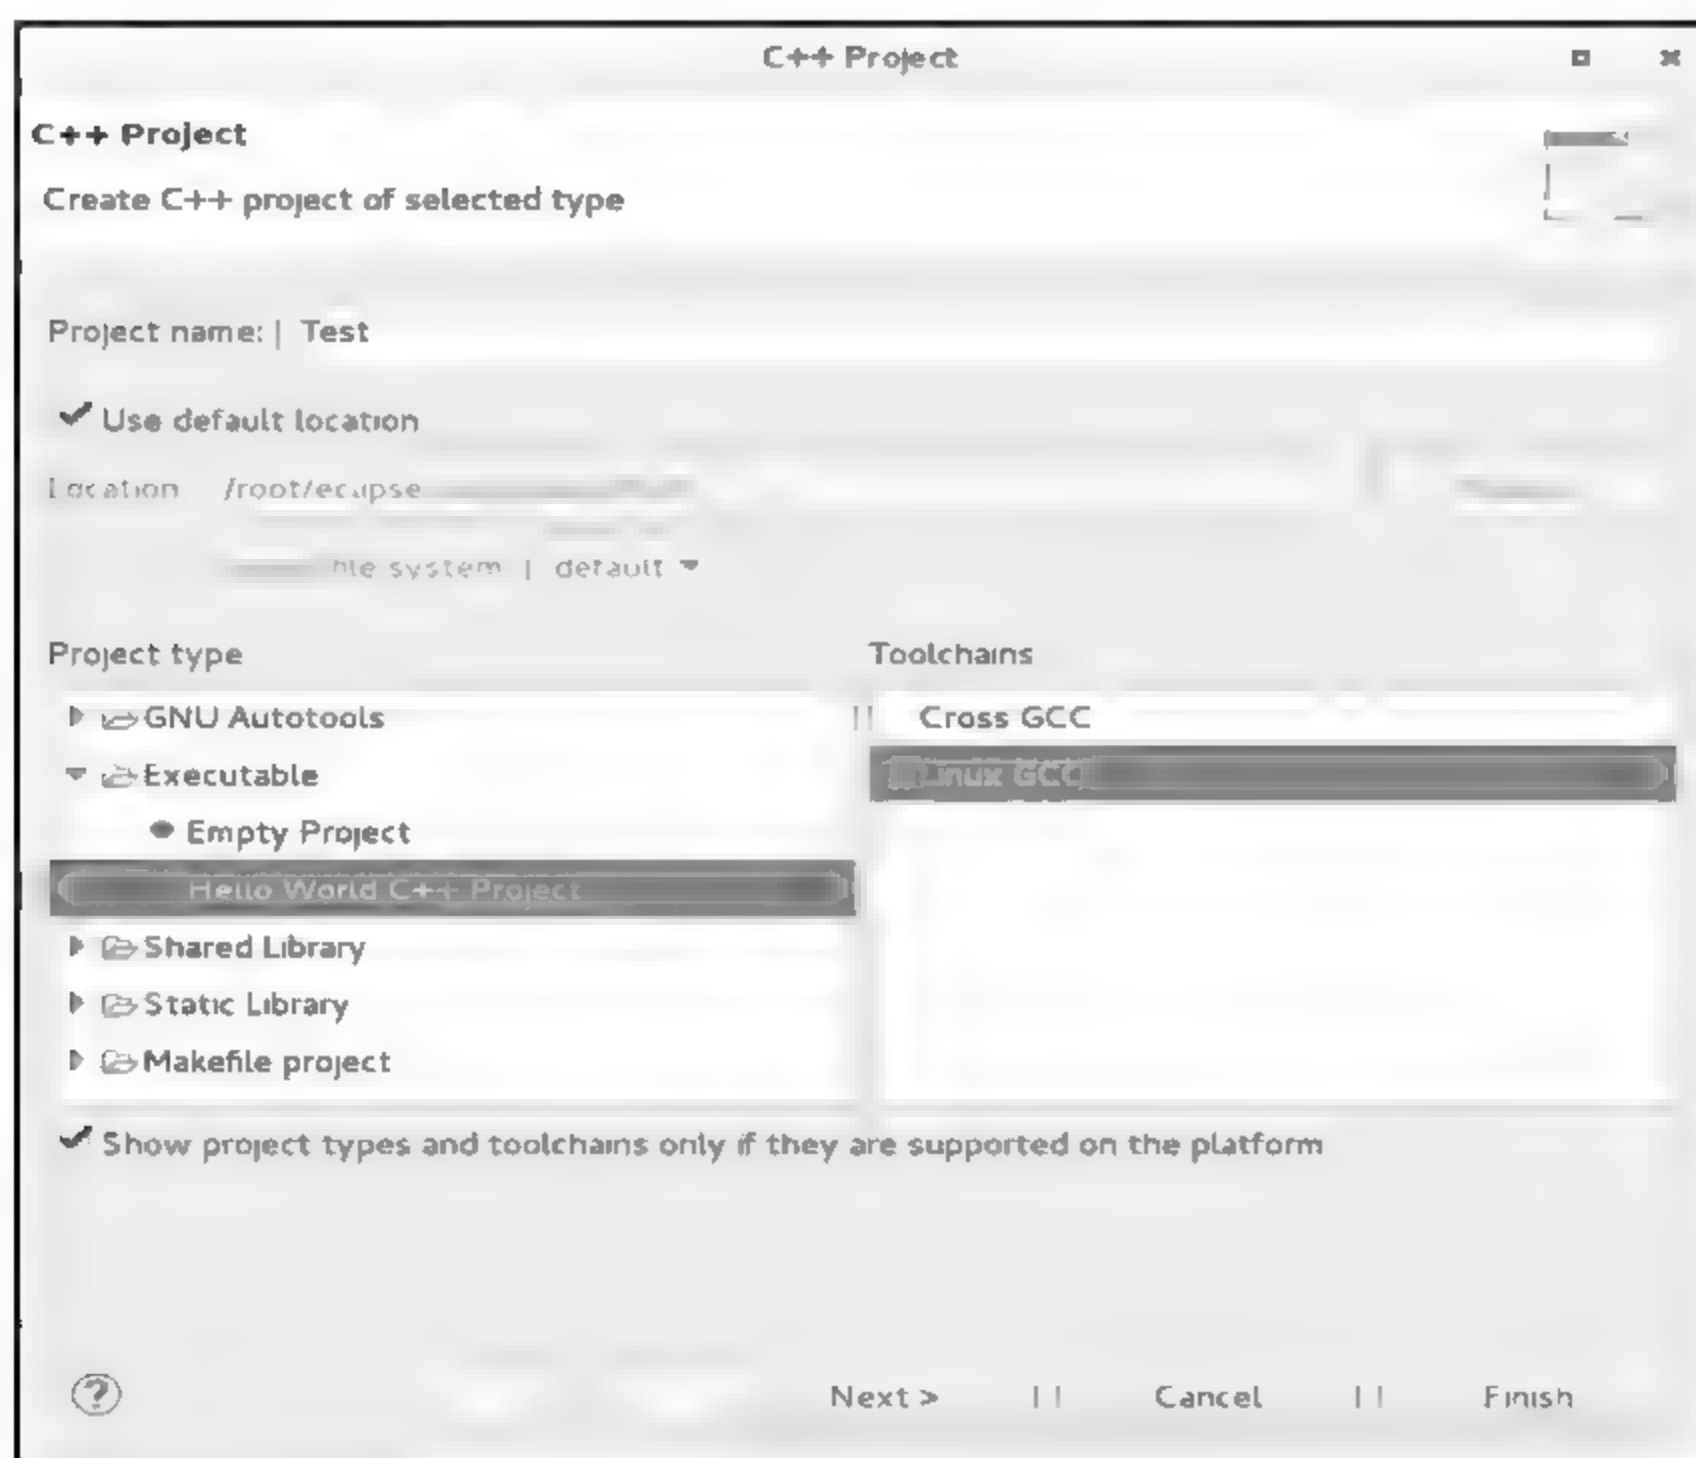 C++ Project
C++ Project
Create C++ project of selected type
Project name: Test
Use default location
Location /root/eclipse
file system default
Project type Toolchains
GNU Autotools Cross GCC
Executable Linux GCC
Empty Project
Hello World C++ Project
Shared Library
Static Library
Makefile project
Show project types and toolchains only if they are supported on the platform
Next > Cancel Finish